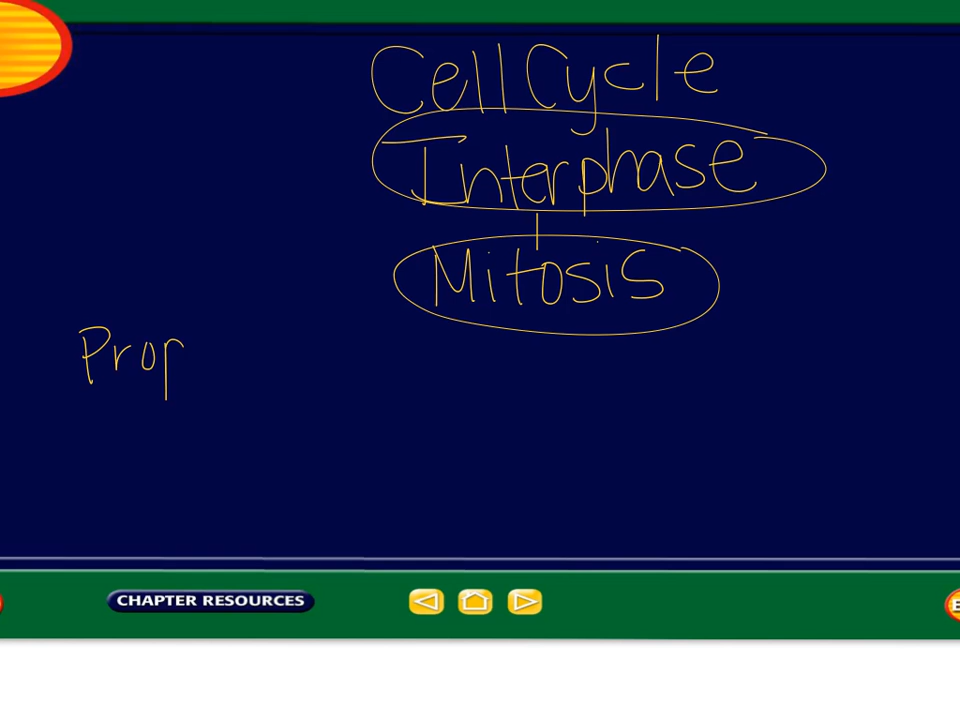 Cell Cycle
Interphase
Mitosis
Prop
CHAPTER RESOURCES
E